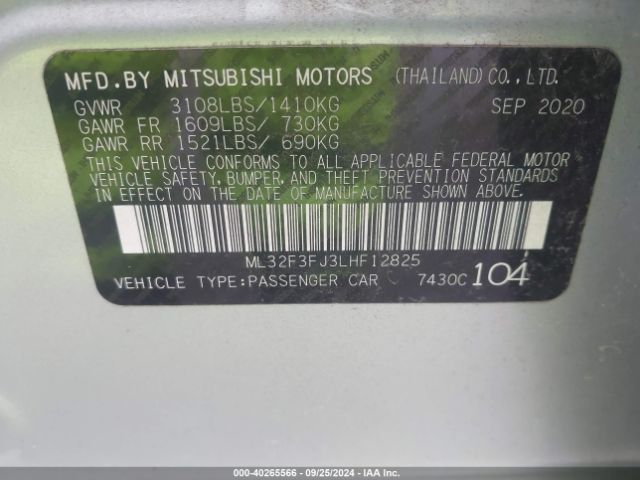 MFD.BY MITSUBISHI MOTORS (THAILAND) CO., LTD.
GVWR 3108LBS/1410KG SEP 2020
GAWR FR 1609LBS/ 730KG
GAWR RR 1521LBS/ 690KG
THIS VEHICLE CONFORMS TO ALL APPLICABLE FEDERAL MOTOR
VEHICLE SAFETY, BUMPER, AND THEFT PREVENTION STANDARDS
IN EFFECT ON THE DATE OF MANUFACTURE SHOWN ABOVE.
ML32F3FJ3LHF12825
VEHICLE TYPE:PASSENGER CAR 7430C 104
000-40265566 - 09/25/2024 - IAA Inc.